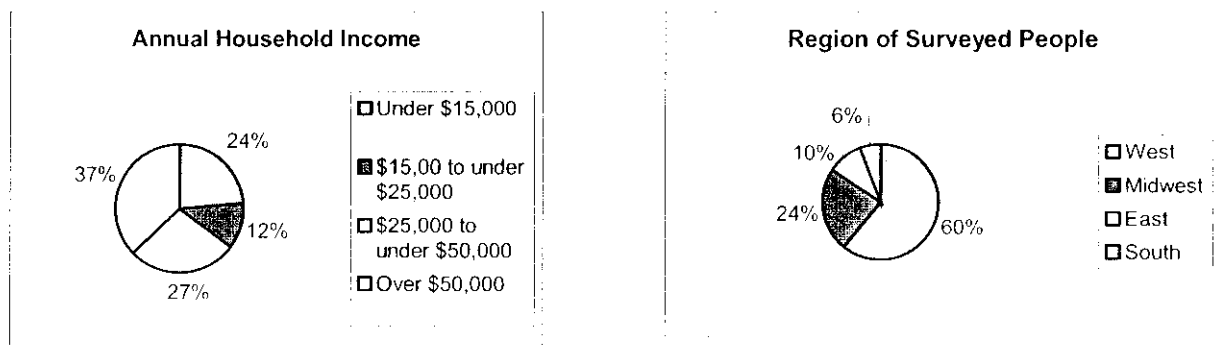 Annual Household Income
24%
37%
12%
27%
Under $15,000
$15,00 to under
$25,000
$25,000 to
under $50,000
Over $50,000
Region of Surveyed People
6%
10%
24%
60%
West
Midwest
East
South